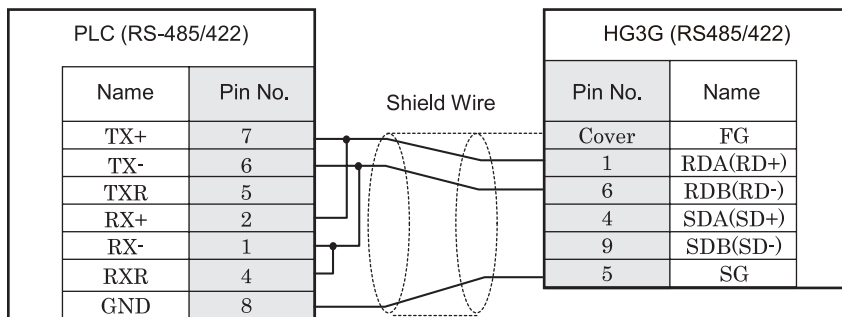 PLC (RS-485/422)
Name Pin No.
TX+ 7
TX- 6
TXR 5
RX+ 2
RX- 1
RXR 4
GND 8
Shield Wire
HG3G (RS485/422)
Pin No. Name
Cover FG
1 RDA(RD+)
6 RDB(RD-)
4 SDA(SD+)
9 SDB(SD-)
5 SG